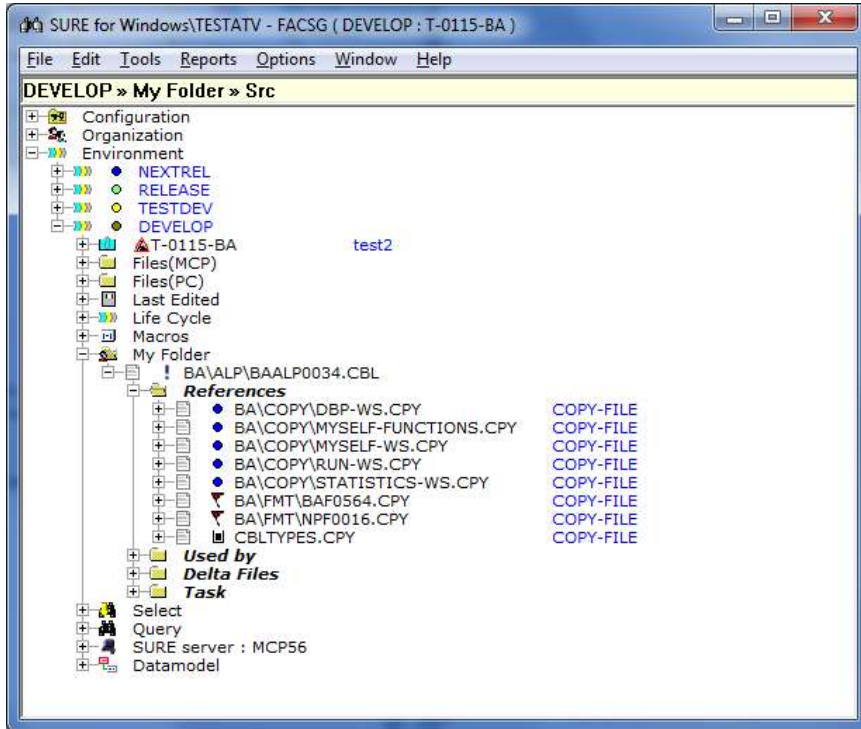 SURE for Windows\TESTATV - FACSG ( DEVELOP : T-0115-BA )
File Edit Tools Reports Options Window Help
DEVELOP » My Folder » Src
Configuration
Organization
Environment
NEXTREL
RELEASE
TESTDEV
DEVELOP
T-0115-BA test2
Files(MCP)
Files(PC)
Last Edited
Life Cycle
Macros
My Folder
! BA\ALP\BAALP0034.CBL
References
BA\COPY\DBP-WS.CPY COPY-FILE
BA\COPY\MYSELF-FUNCTIONS.CPY COPY-FILE
BA\COPY\MYSELF-WS.CPY COPY-FILE
BA\COPY\RUN-WS.CPY COPY-FILE
BA\COPY\STATISTICS-WS.CPY COPY-FILE
BA\FMT\BAF0564.CPY COPY-FILE
BA\FMT\NPF0016.CPY COPY-FILE
CBLTYPES.CPY COPY-FILE
Used by
Delta Files
Task
Select
Query
SURE server : MCP56
Datamodel